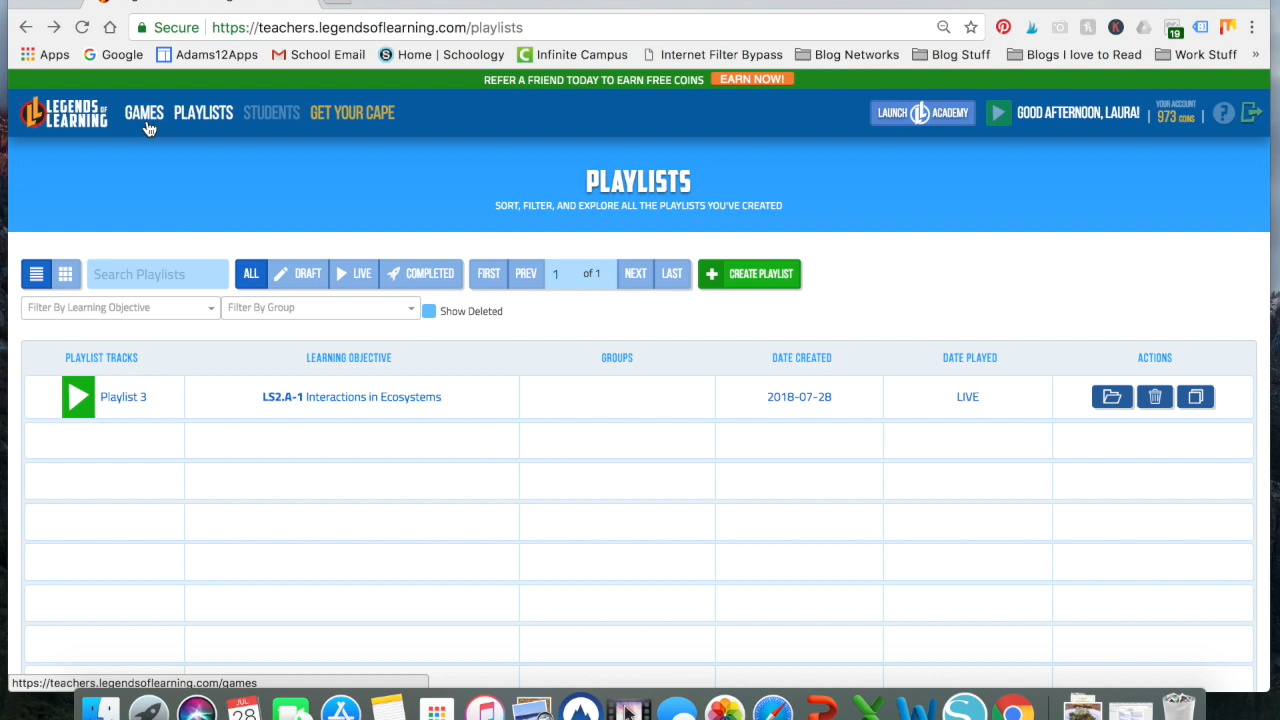 Secure https://teachers.legendsoflearning.com/playlists
Apps Google Adams12Apps School Email Home | Schoology Infinite Campus Internet Filter Bypass Blog Networks Blog Stuff Blogs I love to Read Work Stuff »
REFER A FRIEND TODAY TO EARN FREE COINS EARN NOW!
LEGENDS OF LEARNING GAMES PLAYLISTS STUDENTS GET YOUR CAPE LAUNCH ACADEMY GOOD AFTERNOON, LAURA! YOUR ACCOUNT 973 COINS ?
PLAYLISTS
SORT, FILTER, AND EXPLORE ALL THE PLAYLISTS YOU'VE CREATED
Search Playlists ALL DRAFT LIVE COMPLETED FIRST PREV 1 of 1 NEXT LAST + CREATE PLAYLIST
Filter By Learning Objective Filter By Group Show Deleted
PLAYLIST TRACKS LEARNING OBJECTIVE GROUPS DATE CREATED DATE PLAYED ACTIONS
Playlist 3 LS2.A-1 Interactions in Ecosystems 2018-07-28 LIVE
https://teachers.legendsoflearning.com/games
JUL
28
19